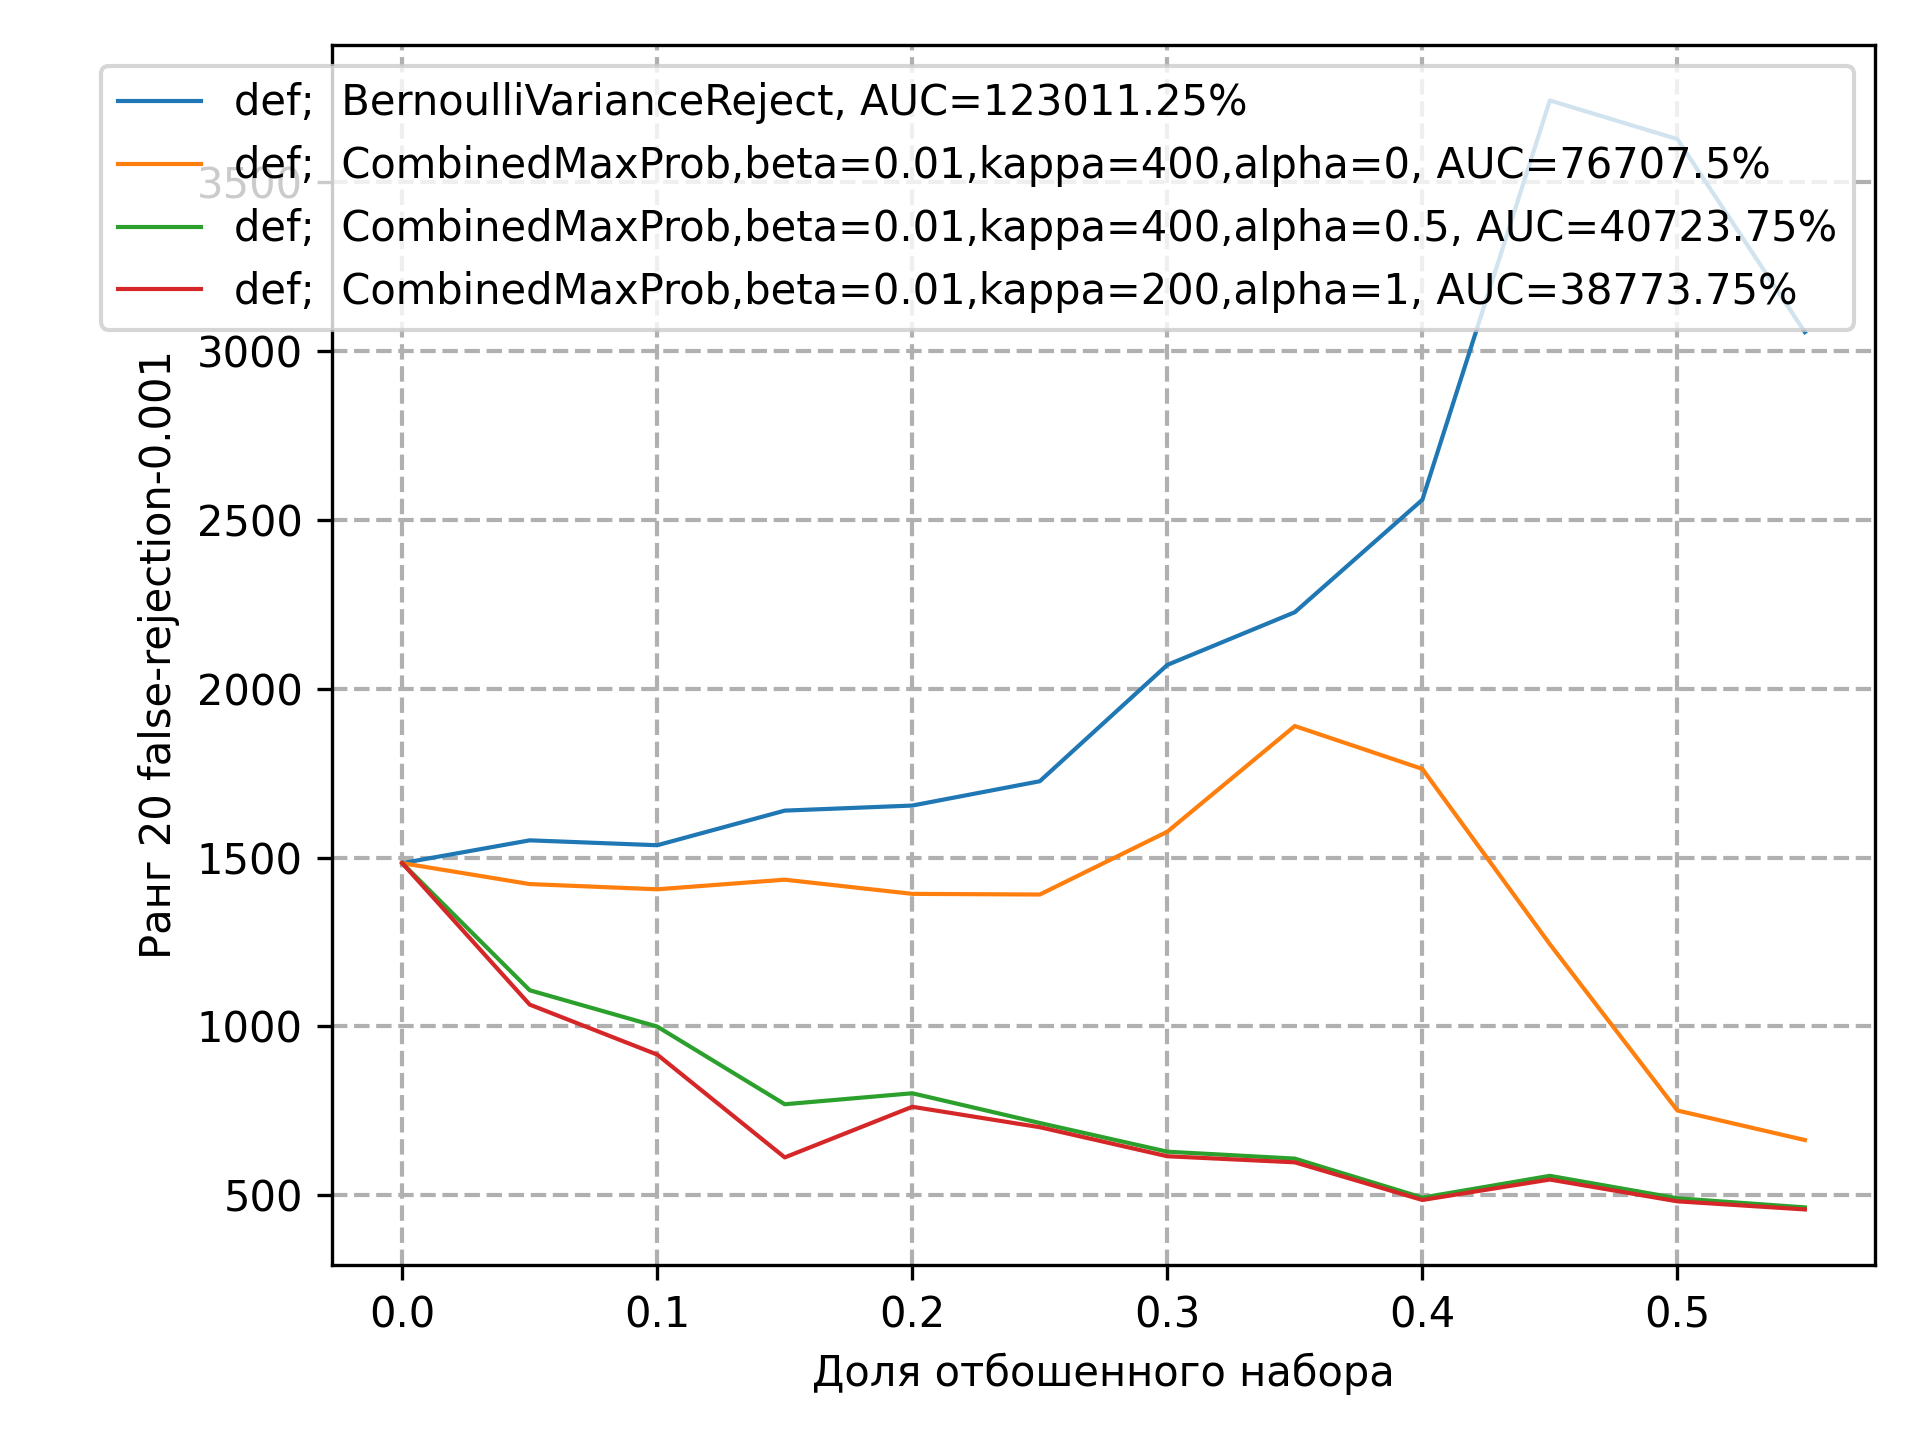 def;  BernoulliVarianceReject, AUC=123011.25%
def;  CombinedMaxProb,beta=0.01,kappa=400,alpha=0, AUC=76707.5%
def;  CombinedMaxProb,beta=0.01,kappa=400,alpha=0.5, AUC=40723.75%
def;  CombinedMaxProb,beta=0.01,kappa=200,alpha=1, AUC=38773.75%
Ранг 20 false-rejection-0.001
3500
3000
2500
2000
1500
1000
500
0.0 0.1 0.2 0.3 0.4 0.5
Доля отбошенного набора